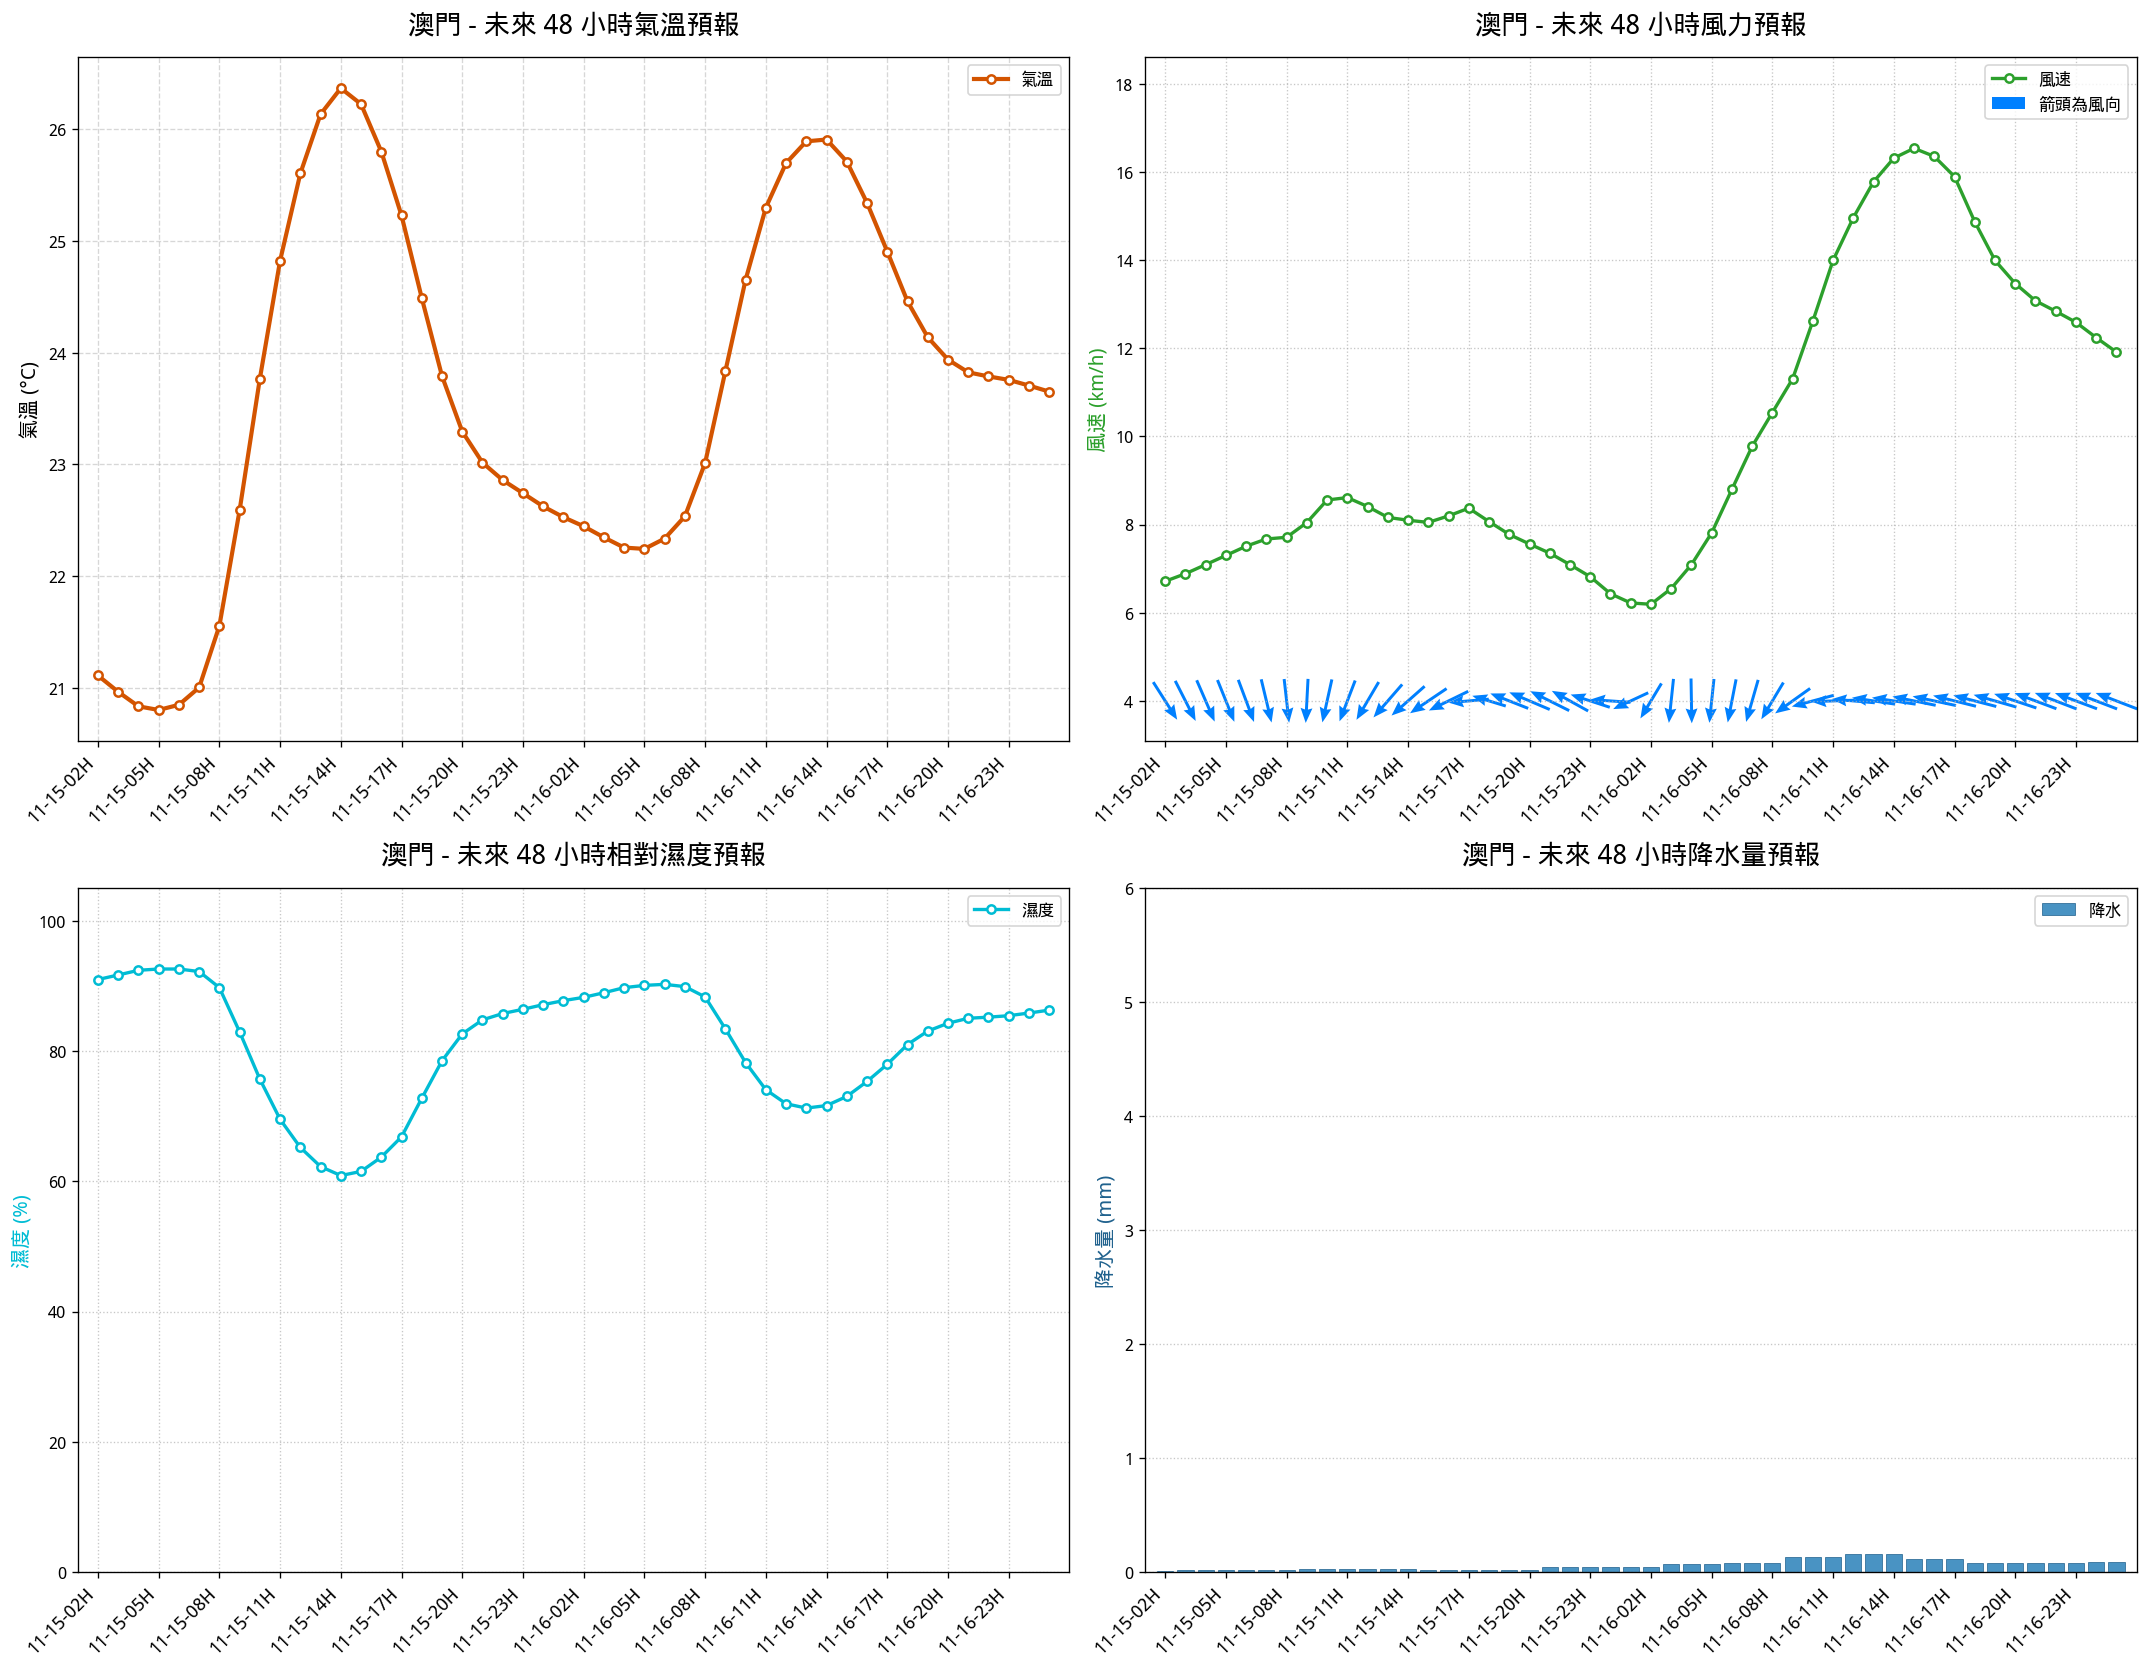 澳門 - 未來 48 小時氣溫預報
氣溫
氣溫 (°C)
26
25
24
23
22
21
11-15-02H
11-15-05H
11-15-08H
11-15-11H
11-15-14H
11-15-17H
11-15-20H
11-15-23H
11-16-02H
11-16-05H
11-16-08H
11-16-11H
11-16-14H
11-16-17H
11-16-20H
11-16-23H
澳門 - 未來 48 小時風力預報
風速
箭頭為風向
風速 (km/h)
18
16
14
12
10
8
6
4
11-15-02H
11-15-05H
11-15-08H
11-15-11H
11-15-14H
11-15-17H
11-15-20H
11-15-23H
11-16-02H
11-16-05H
11-16-08H
11-16-11H
11-16-14H
11-16-17H
11-16-20H
11-16-23H
澳門 - 未來 48 小時相對濕度預報
濕度
濕度 (%)
100
80
60
40
20
0
11-15-02H
11-15-05H
11-15-08H
11-15-11H
11-15-14H
11-15-17H
11-15-20H
11-15-23H
11-16-02H
11-16-05H
11-16-08H
11-16-11H
11-16-14H
11-16-17H
11-16-20H
11-16-23H
澳門 - 未來 48 小時降水量預報
降水
降水量 (mm)
6
5
4
3
2
1
0
11-15-02H
11-15-05H
11-15-08H
11-15-11H
11-15-14H
11-15-17H
11-15-20H
11-15-23H
11-16-02H
11-16-05H
11-16-08H
11-16-11H
11-16-14H
11-16-17H
11-16-20H
11-16-23H